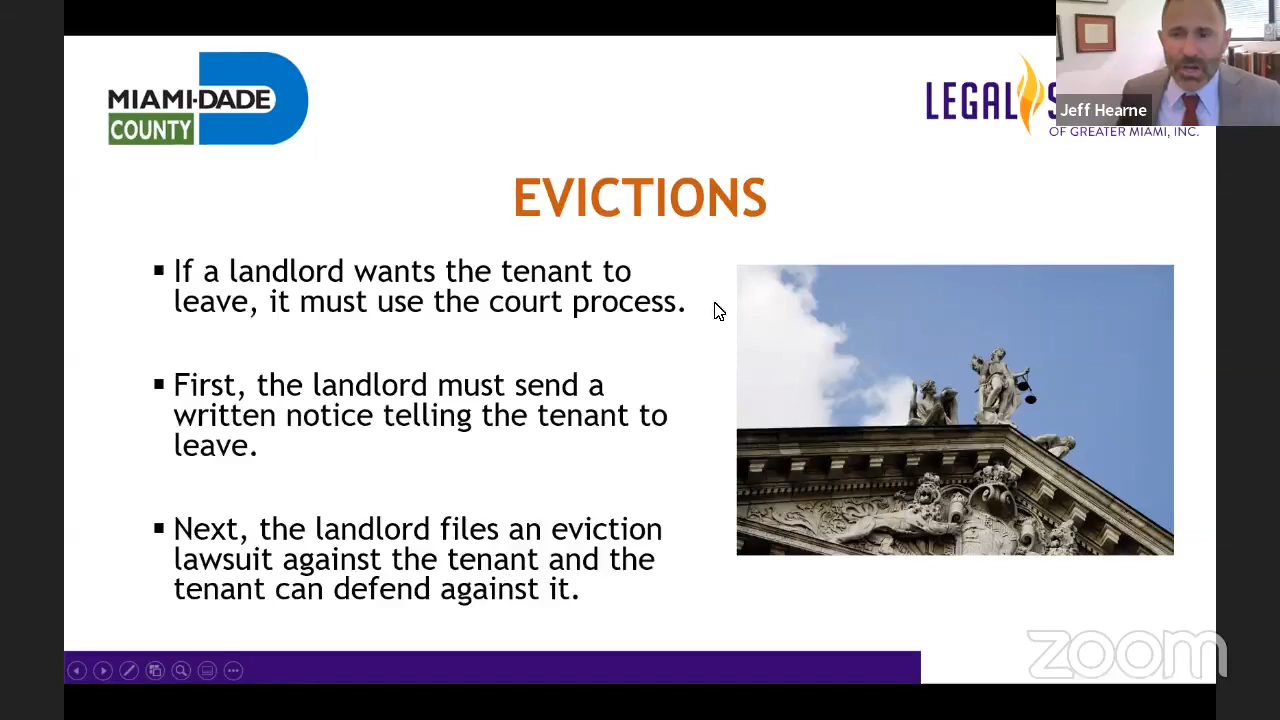 MIAMI-DADE
COUNTY
LEGAL S
OF GREATER MIAMI, INC.
Jeff Hearne
EVICTIONS
▪ If a landlord wants the tenant to
leave, it must use the court process.
▪ First, the landlord must send a
written notice telling the tenant to
leave.
▪ Next, the landlord files an eviction
lawsuit against the tenant and the
tenant can defend against it.
zoom